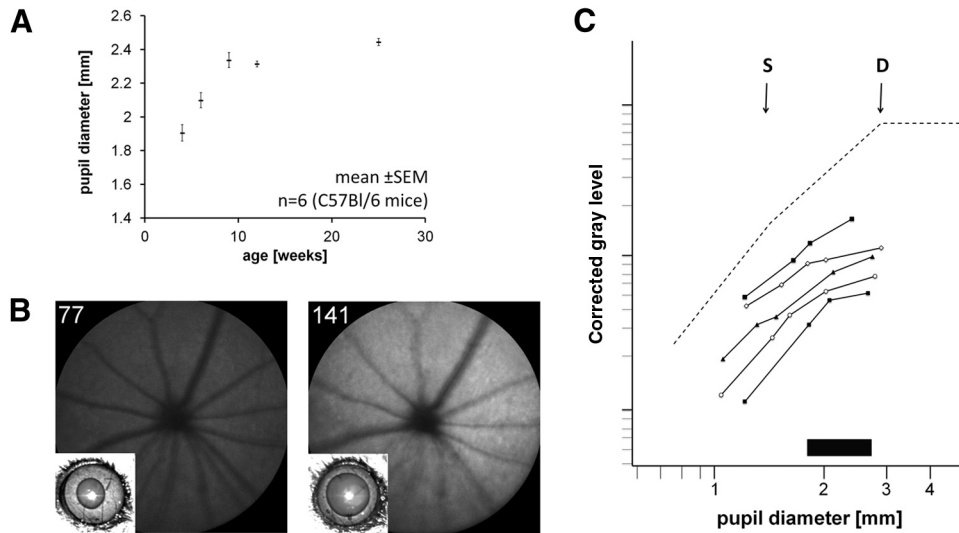 A
2.6
2.4
2.2
2
1.8
1.6
1.4
pupil diameter [mm]
mean ±SEM
n=6 (C57Bl/6 mice)
0 10 20 30
age [weeks]
B
77
141
C
S D
Corrected gray level
1 2 3 4
pupil diameter [mm]